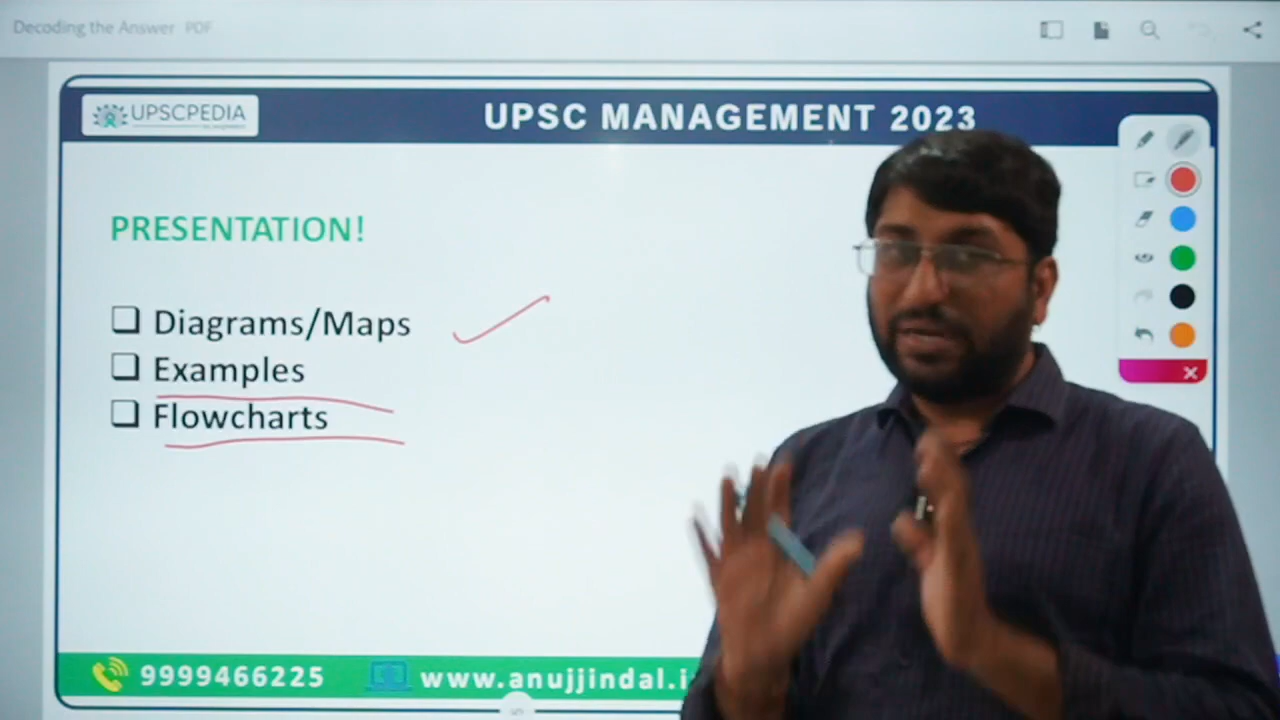 Decoding the Answer PDF
UPSCPEDIA
UPSC MANAGEMENT 2023
PRESENTATION!
Diagrams/Maps
Examples
Flowcharts
9999466225
www.anujjindal.i